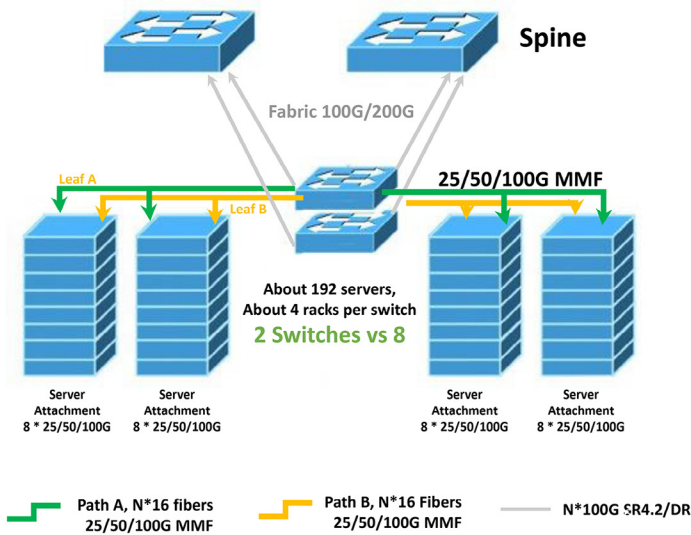 Spine
Fabric 100G/200G
Leaf A
25/50/100G MMF
Leaf B
About 192 servers,
About 4 racks per switch
2 Switches vs 8
Server
Attachment
8 * 25/50/100G
Server
Attachment
8 * 25/50/100G
Server
Attachment
8 * 25/50/100G
Server
Attachment
8 * 25/50/100G
Path A, N*16 fibers
25/50/100G MMF
Path B, N*16 Fibers
25/50/100G MMF
N*100G SR4.2/DR